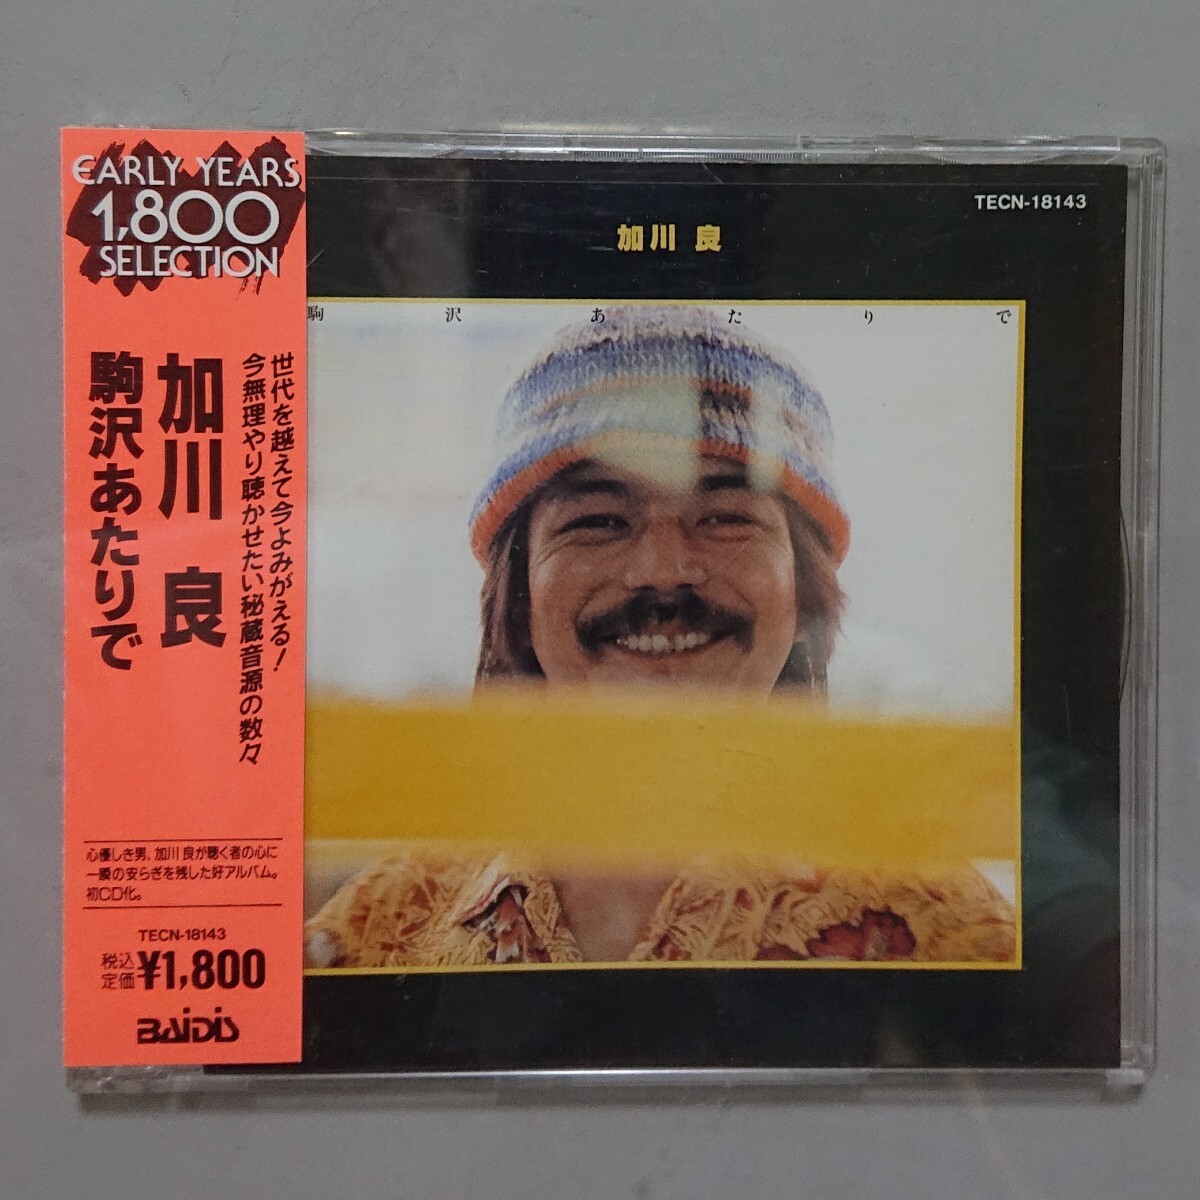 EARLY YEARS
1,800
SELECTION
世代を越えて今よみがえる!
今無理やり聴かせたい秘蔵音源の数々
加川 良
駒沢あたりで
心優しき男、加川 良が聴く者の心に
一瞬の安らぎを残した好アルバム。
初CD化。
TECN-18143
税込
定価
¥1,800
BAIDIS
TECN-18143
加川 良
駒沢あたりで